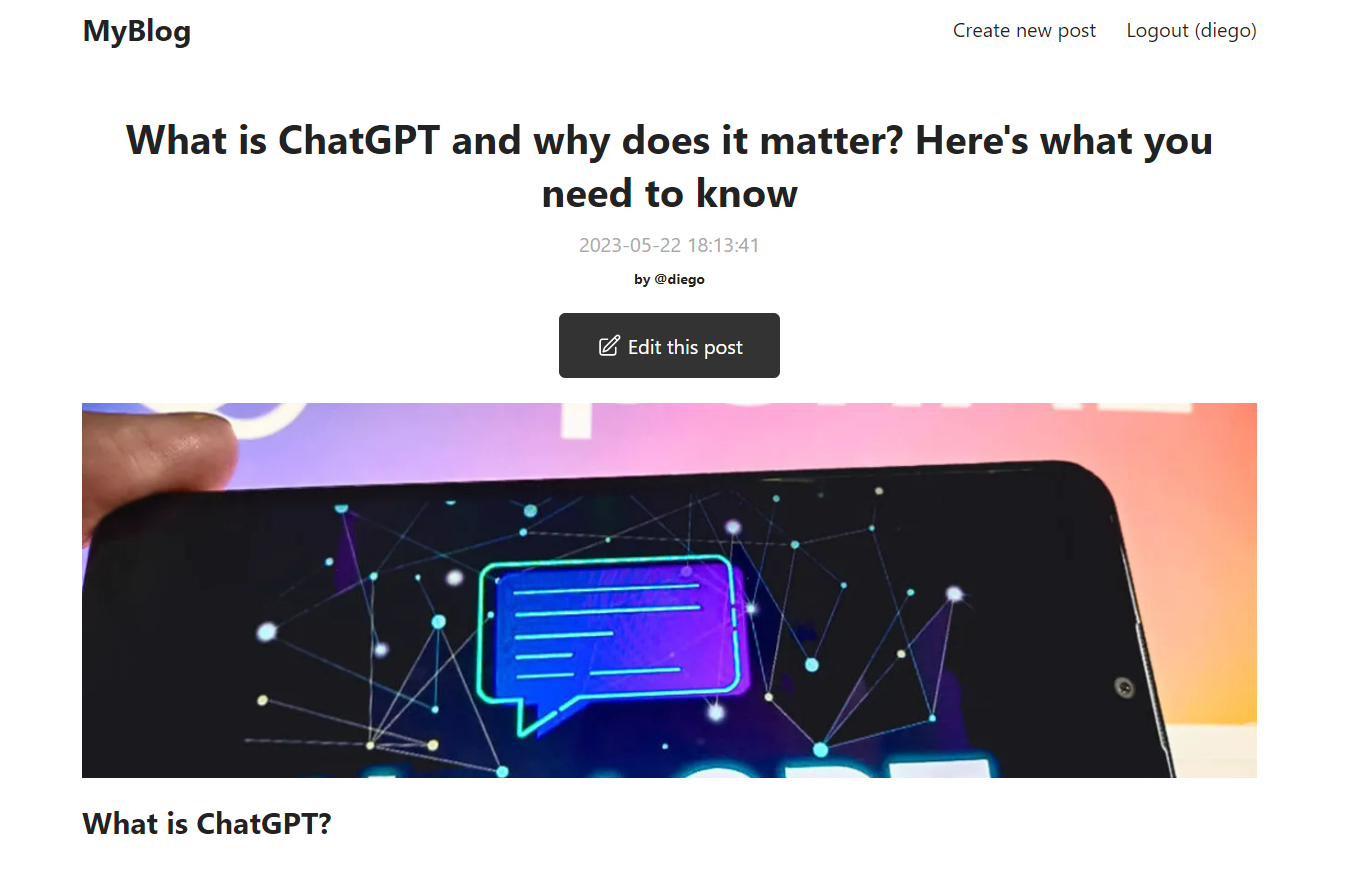 MyBlog
Create new post
Logout (diego)
What is ChatGPT and why does it matter? Here's what you
need to know
2023-05-22 18:13:41
by @diego
Edit this post
What is ChatGPT?